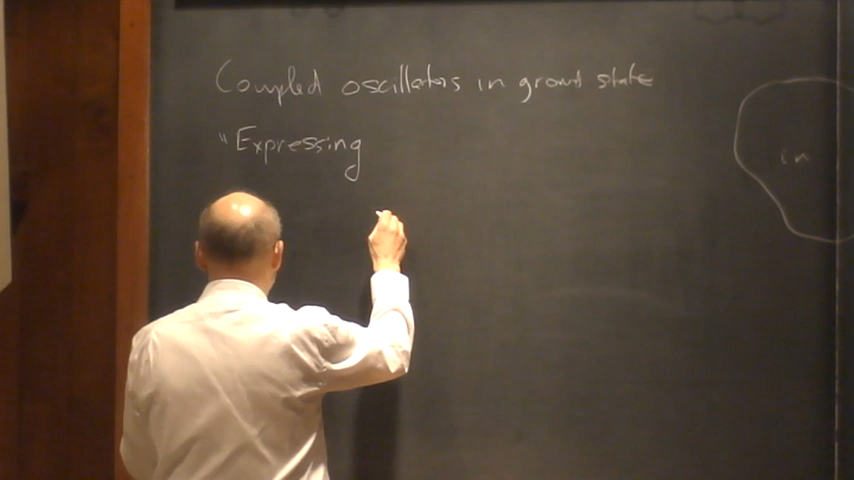 Coupled oscillators in ground state
"Expressing
in